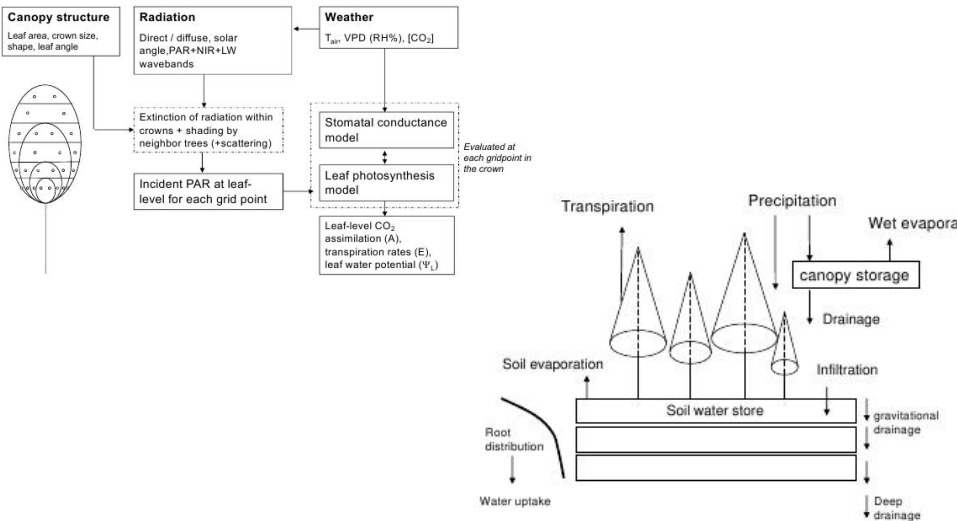 Canopy structure
Leaf area, crown size,
shape, leaf angle
Radiation
Direct / diffuse, solar
angle,PAR+NIR+LW
wavebands
Weather
Tair, VPD (RH%), [CO2]
Extinction of radiation within
crowns + shading by
neighbor trees (+scattering)
Incident PAR at leaf-
level for each grid point
Stomatal conductance
model
Leaf photosynthesis
model
Evaluated at
each gridpoint in
the crown
Leaf-level CO2
assimilation (A),
transpiration rates (E),
leaf water potential (ΨL)
Transpiration
Precipitation
Wet evapora
canopy storage
Drainage
Soil evaporation
Infiltration
Soil water store
gravitational
drainage
Root
distribution
Water uptake
Deep
drainage